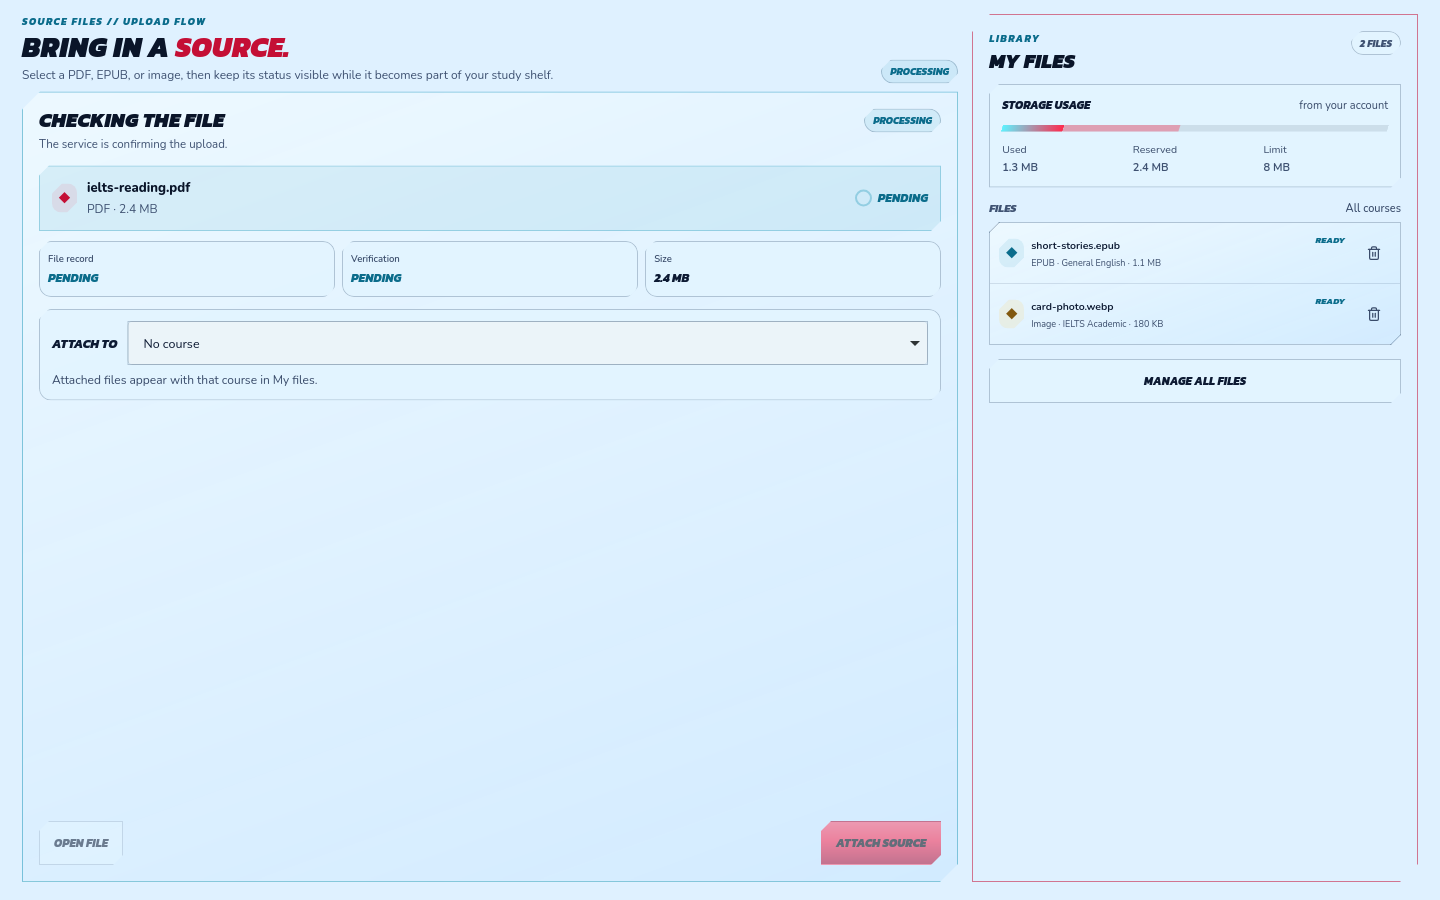 SOURCE FILES // UPLOAD FLOW
BRING IN A SOURCE.
Select a PDF, EPUB, or image, then keep its status visible while it becomes part of your study shelf.
PROCESSING
CHECKING THE FILE
The service is confirming the upload.
PROCESSING
ielts-reading.pdf
PDF · 2.4 MB
PENDING
File record
PENDING
Verification
PENDING
Size
2.4 MB
ATTACH TO
No course
Attached files appear with that course in My files.
OPEN FILE
ATTACH SOURCE
LIBRARY
MY FILES
2 FILES
STORAGE USAGE
from your account
Used
1.3 MB
Reserved
2.4 MB
Limit
8 MB
FILES
All courses
short-stories.epub
EPUB · General English · 1.1 MB
READY
card-photo.webp
Image · IELTS Academic · 180 KB
READY
MANAGE ALL FILES